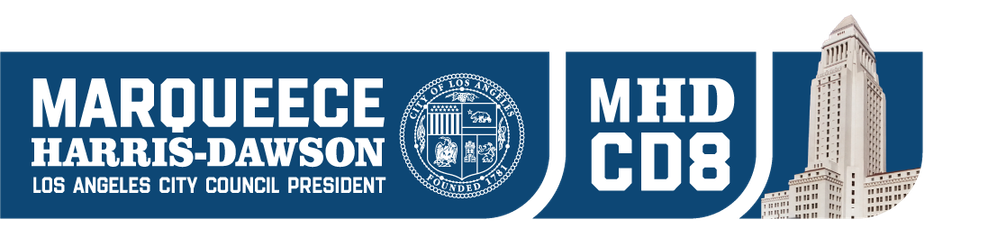 MARQUEECE
HARRIS-DAWSON
LOS ANGELES CITY COUNCIL PRESIDENT
CITY OF LOS ANGELES
FOUNDED 1781
MHD
CD8